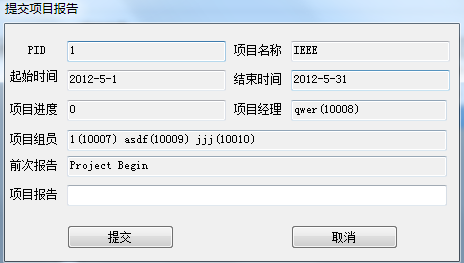 提交项目报告
PID 1 项目名称 IEEE
起始时间 2012-5-1 结束时间 2012-5-31
项目进度 0 项目经理 qwer(10008)
项目组员 1(10007) asdf(10009) jjj(10010)
前次报告 Project Begin
项目报告
提交 取消